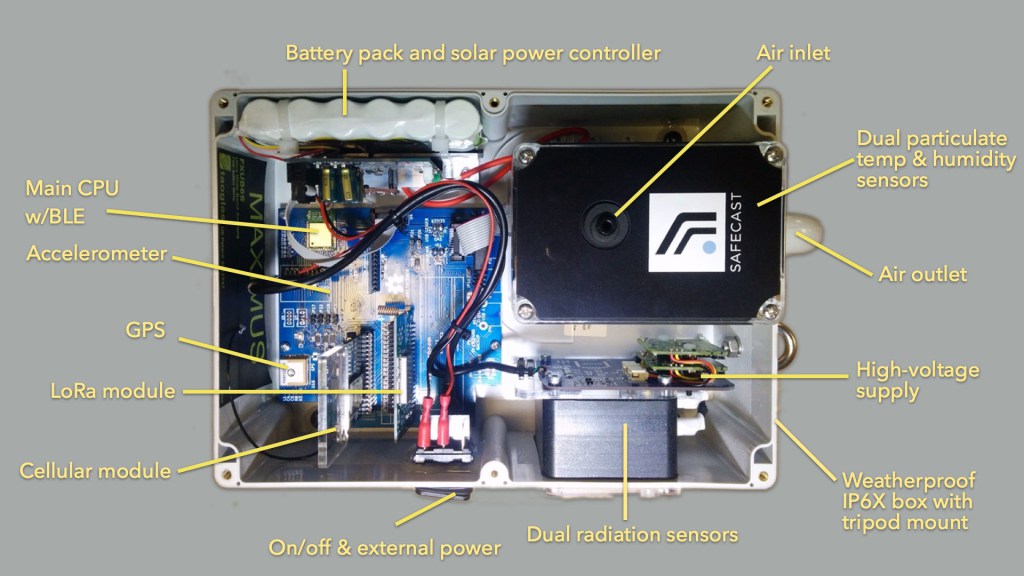 Battery pack and solar power controller
Air inlet
Dual particulate
temp & humidity
sensors
Main CPU
w/BLE
Accelerometer
Air outlet
GPS
LoRa module
High-voltage
supply
Cellular module
Weatherproof
IP6X box with
tripod mount
On/off & external power
Dual radiation sensors
SAFECAST
MAXIMUS
taoglas